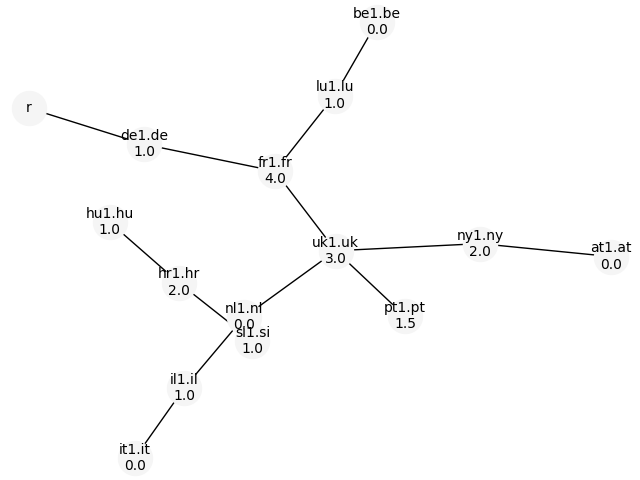 be1.be
0.0
lu1.lu
1.0
r
de1.de
1.0
fr1.fr
4.0
hu1.hu
1.0
uk1.uk
3.0
ny1.ny
2.0
at1.at
0.0
hr1.hr
2.0
nl1.nl
0.0
pt1.pt
1.5
sl1.si
1.0
il1.il
1.0
it1.it
0.0